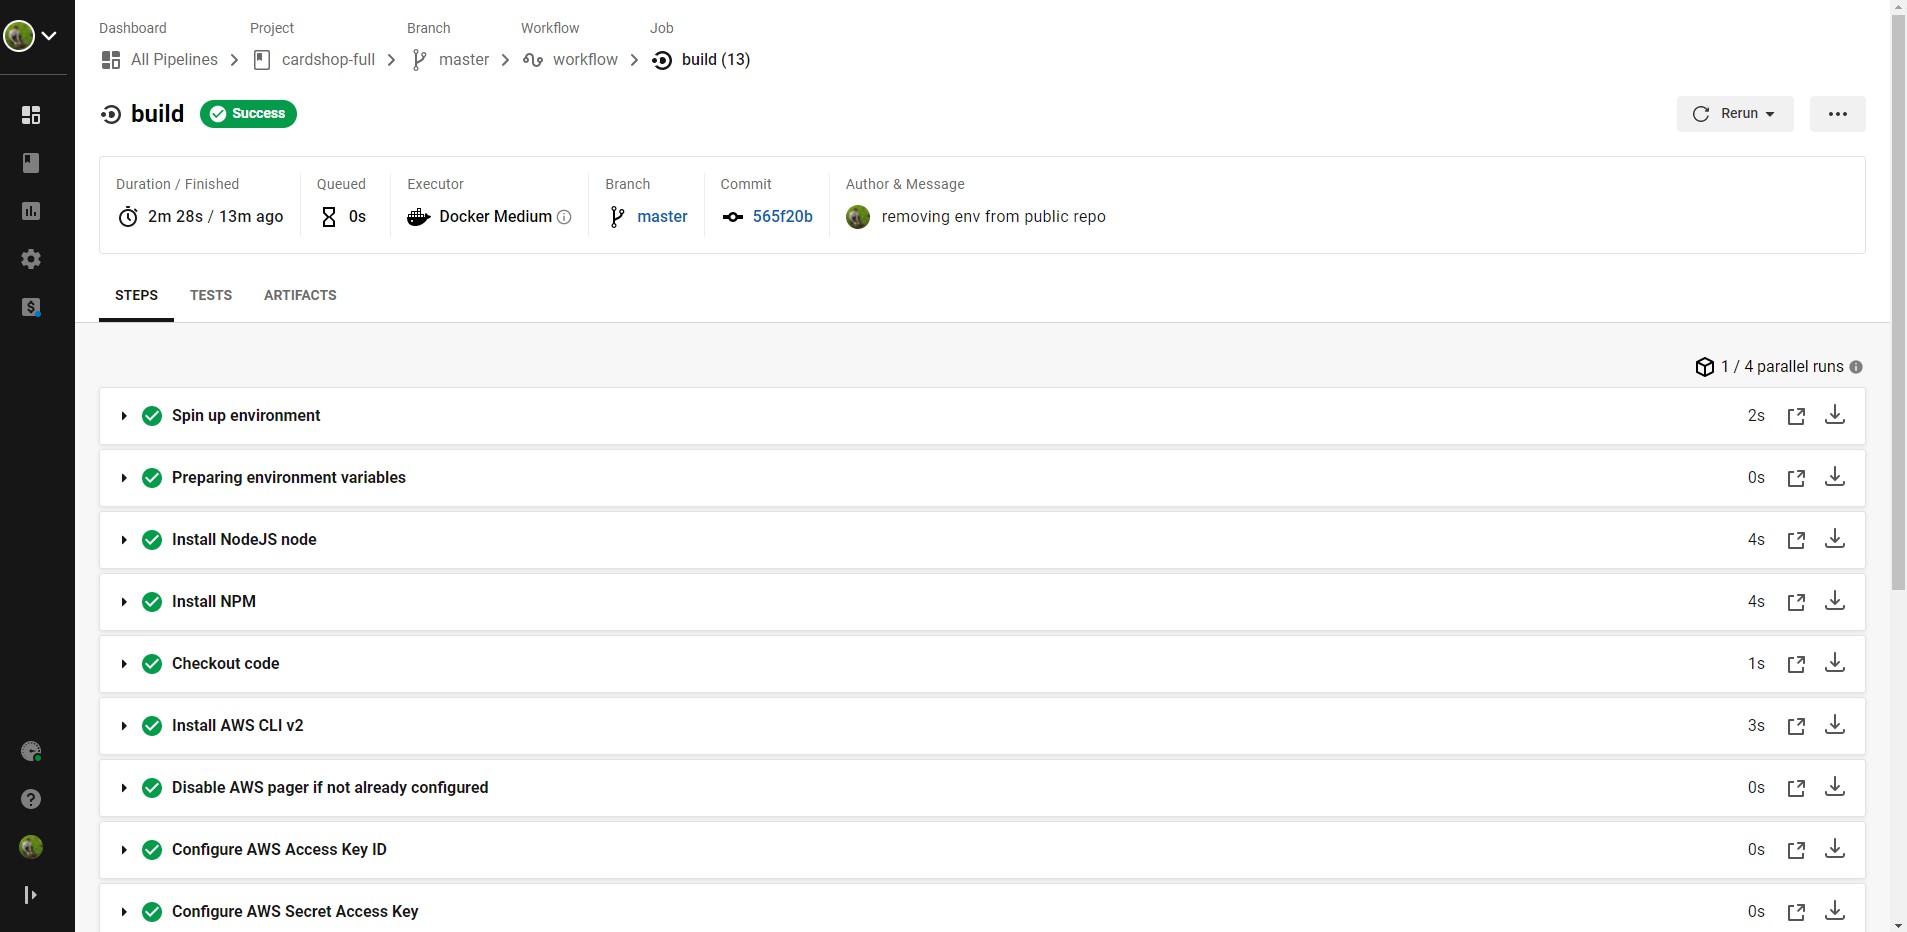 Dashboard Project Branch Workflow Job
All Pipelines cardshop-full master workflow build (13)
build Success Rerun
Duration / Finished Queued Executor Branch Commit Author & Message
2m 28s / 13m ago 0s Docker Medium master 565f20b removing env from public repo
STEPS TESTS ARTIFACTS
1 / 4 parallel runs
Spin up environment 2s
Preparing environment variables 0s
Install NodeJS node 4s
Install NPM 4s
Checkout code 1s
Install AWS CLI v2 3s
Disable AWS pager if not already configured 0s
Configure AWS Access Key ID 0s
Configure AWS Secret Access Key 0s